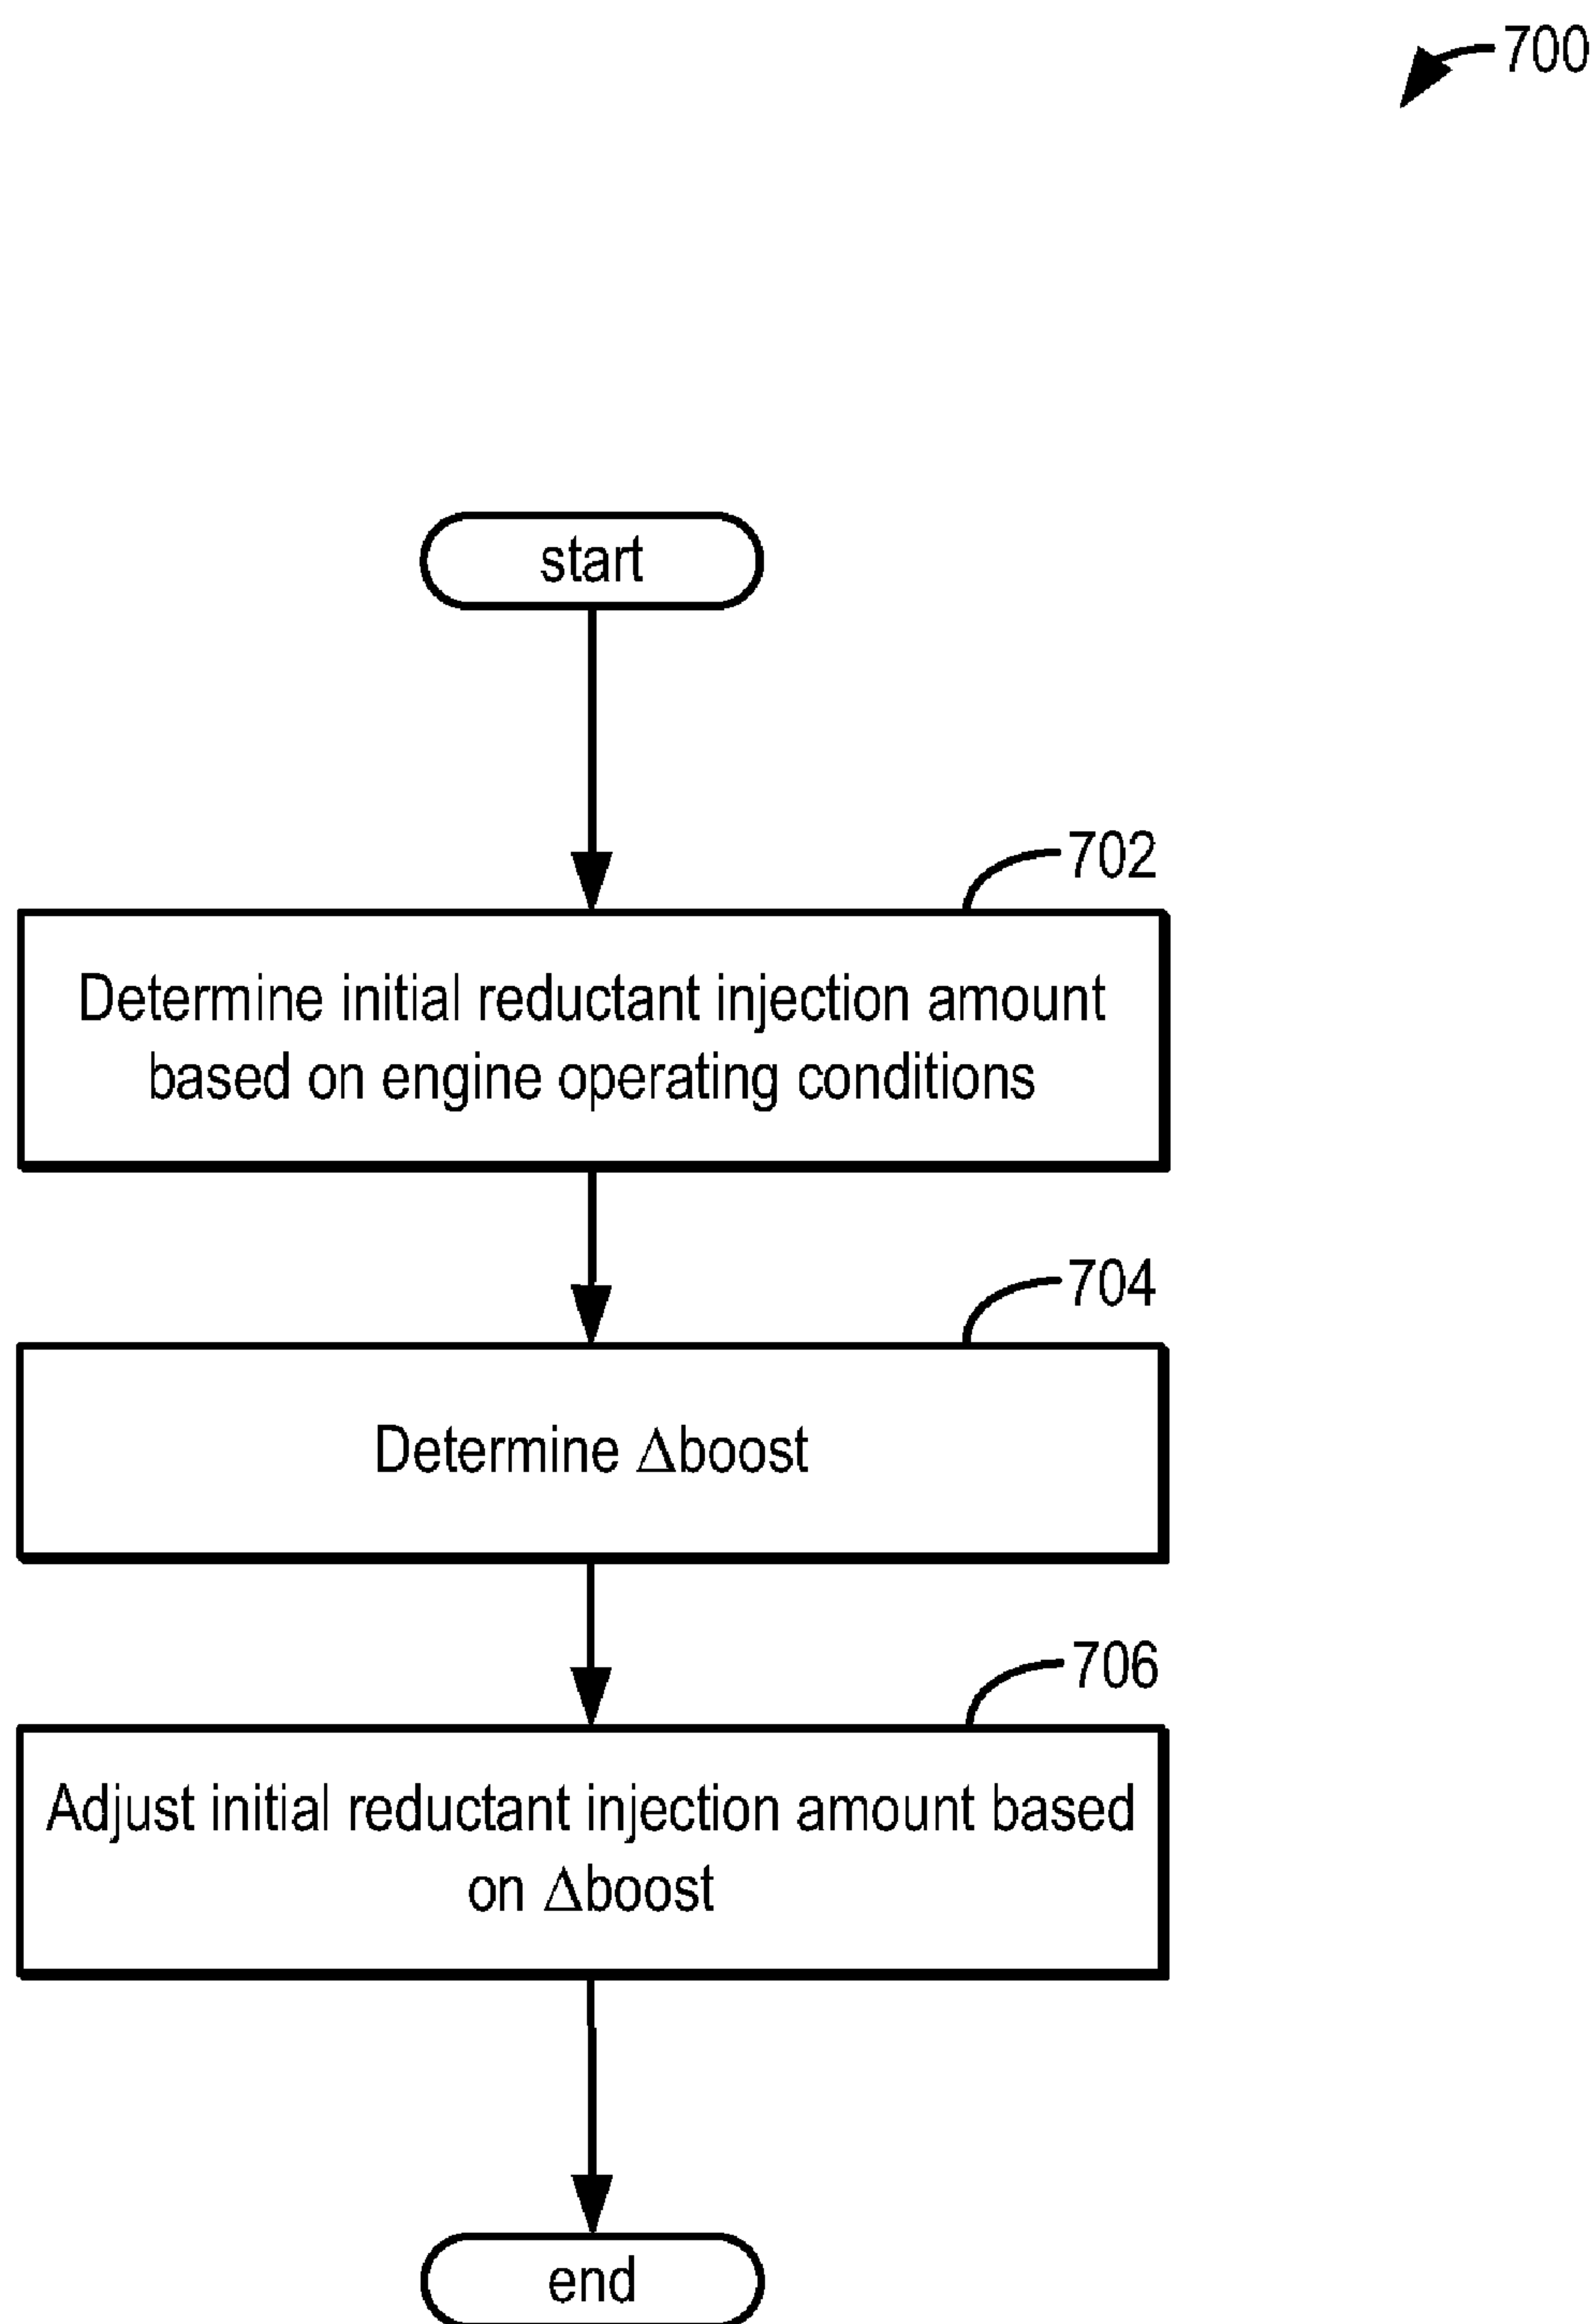 700
start
702
Determine initial reductant injection amount
based on engine operating conditions
704
Determine Δboost
706
Adjust initial reductant injection amount based
on Δboost
end